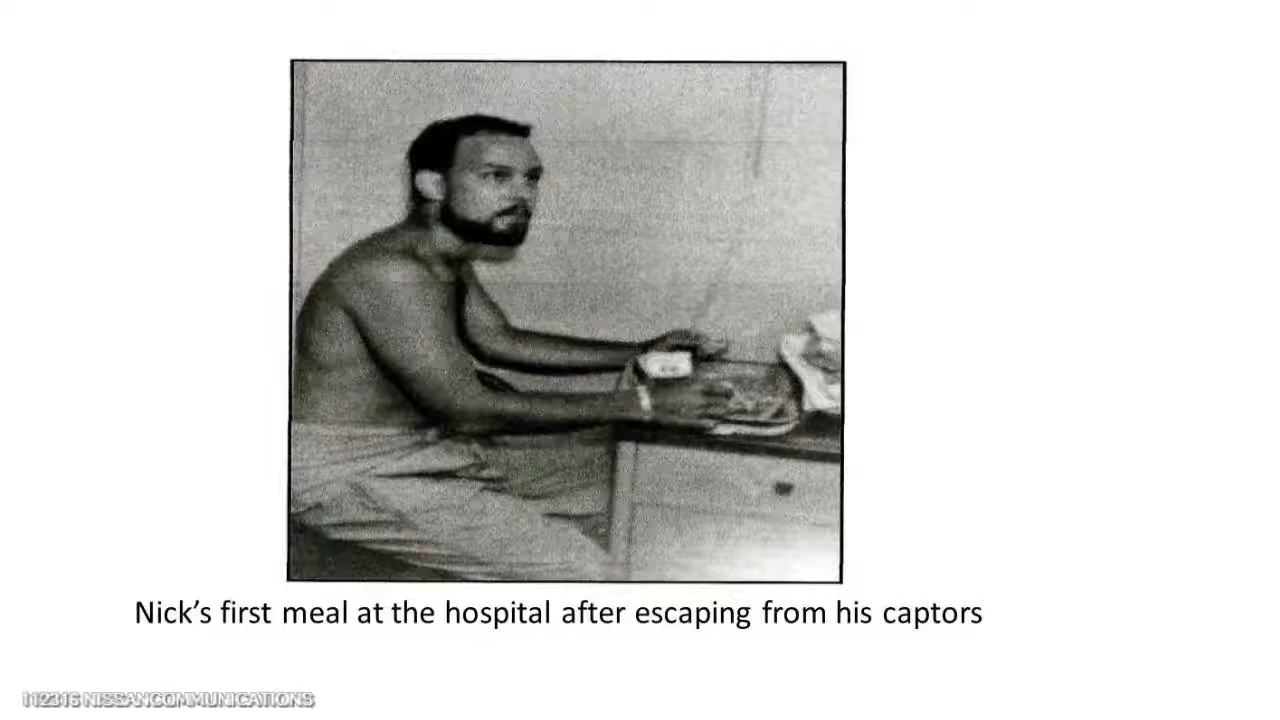 Nick’s first meal at the hospital after escaping from his captors
112316 NISSANCOMMUNICATIONS